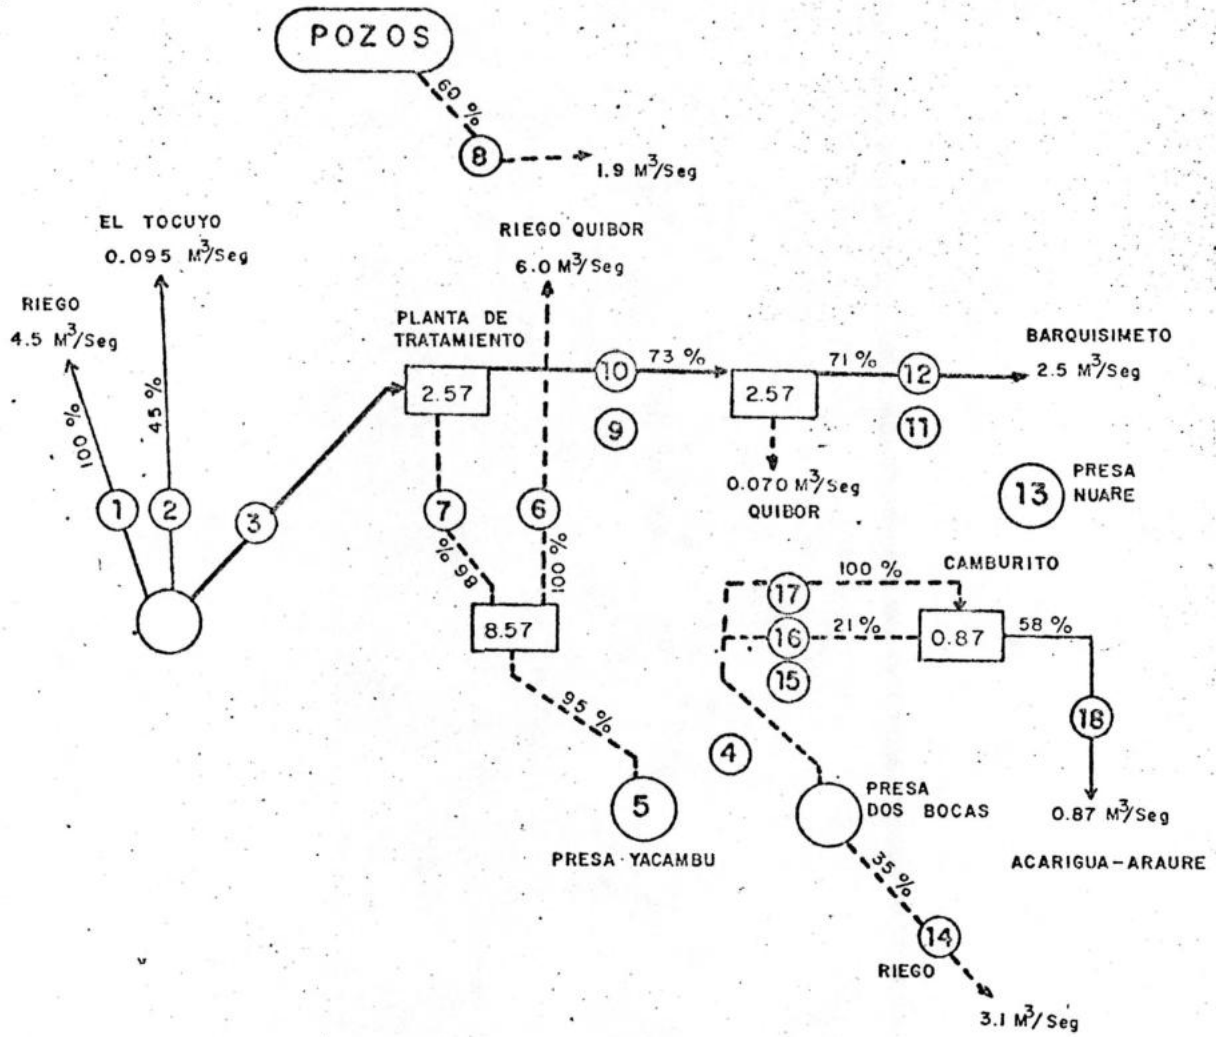 POZOS
60 %
8
1.9 M³/Seg
EL TOCUYO
0.095 M³/Seg
RIEGO QUIBOR
6.0 M³/Seg
RIEGO
4.5 M³/Seg
PLANTA DE
TRATAMIENTO
BARQUISIMETO
2.5 M³/Seg
100 %
45 %
2.57
10
73 %
2.57
71 %
12
9
11
0.070 M³/Seg
QUIBOR
13
PRESA
NUARE
1
2
3
7
6
86 %
100 %
8.57
CAMBURITO
17
100 %
16
21 %
0.87
58 %
15
18
95 %
4
5
PRESA YACAMBU
PRESA
DOS BOCAS
0.87 M³/Seg
ACARIGUA-ARAURE
35 %
14
RIEGO
3.1 M³/Seg